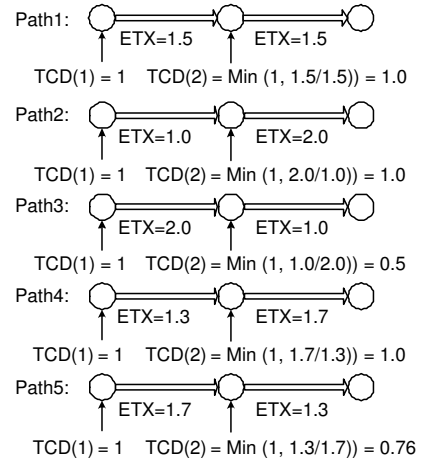 Path1:
ETX=1.5 ETX=1.5
TCD(1) = 1 TCD(2) = Min (1, 1.5/1.5)) = 1.0
Path2:
ETX=1.0 ETX=2.0
TCD(1) = 1 TCD(2) = Min (1, 2.0/1.0)) = 1.0
Path3:
ETX=2.0 ETX=1.0
TCD(1) = 1 TCD(2) = Min (1, 1.0/2.0)) = 0.5
Path4:
ETX=1.3 ETX=1.7
TCD(1) = 1 TCD(2) = Min (1, 1.7/1.3)) = 1.0
Path5:
ETX=1.7 ETX=1.3
TCD(1) = 1 TCD(2) = Min (1, 1.3/1.7)) = 0.76